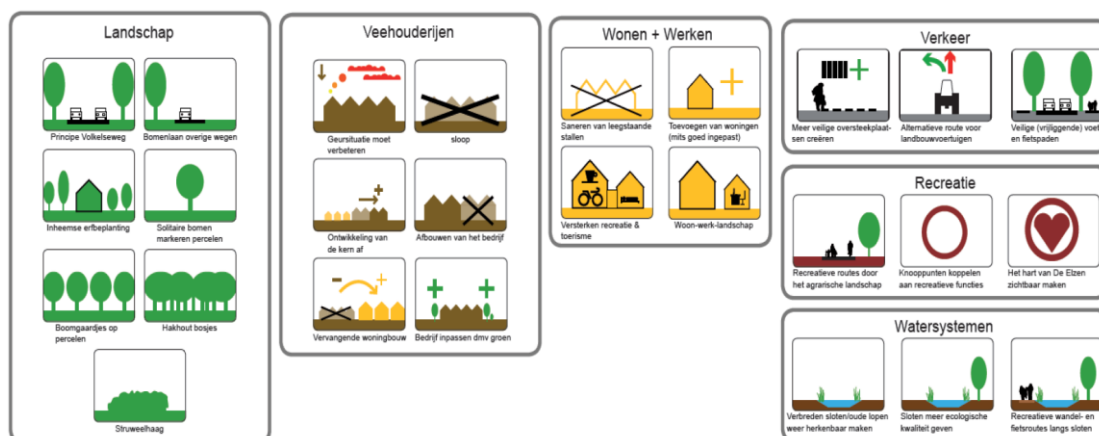 Landschap
Principe Volkelseweg
Bomenlaan overige wegen
Inheemse erfbeplanting
Solitaire bomen
markeren percelen
Boomgaardjes op
percelen
Hakhout bosjes
Struweelhaag
Veehouderijen
Geursituatie moet
verbeteren
sloop
Ontwikkeling van
de kern af
Afbouwen van het bedrijf
Vervangende woningbouw
Bedrijf inpassen dmv groen
Wonen + Werken
Saneren van leegstaande
stallen
Toevoegen van woningen
(mits goed ingepast)
Versterken recreatie &
toerisme
Woon-werk-landschap
Verkeer
Meer veilige oversteekplaat-
sen creëren
Alternatieve route voor
landbouwvoertuigen
Veilige (vrijliggende) voet
en fietspaden
Recreatie
Recreatieve routes door
het agrarische landschap
Knooppunten koppelen
aan recreatieve functies
Het hart van De Elzen
zichtbaar maken
Watersystemen
Verbreden sloten/oude lopen
weer herkenbaar maken
Sloten meer ecologische
kwaliteit geven
Recreatieve wandel- en
fietsroutes langs sloten